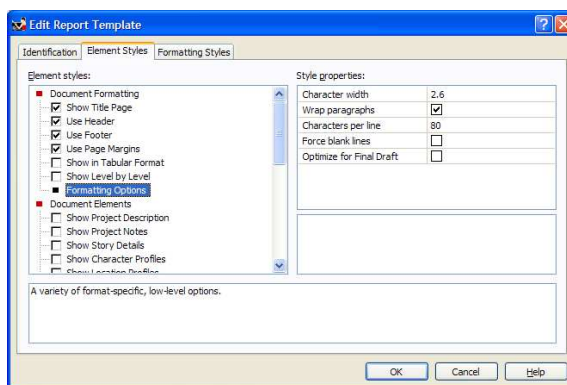 Edit Report Template
Identification
Element Styles
Formatting Styles
Element styles:
Document Formatting
Show Title Page
Use Header
Use Footer
Use Page Margins
Show in Tabular Format
Show Level by Level
Formatting Options
Document Elements
Show Project Description
Show Project Notes
Show Story Details
Show Character Profiles
Show Location Profiles
Style properties:
Character width 2.6
Wrap paragraphs
Characters per line 80
Force blank lines
Optimize for Final Draft
A variety of format-specific, low-level options.
OK
Cancel
Help